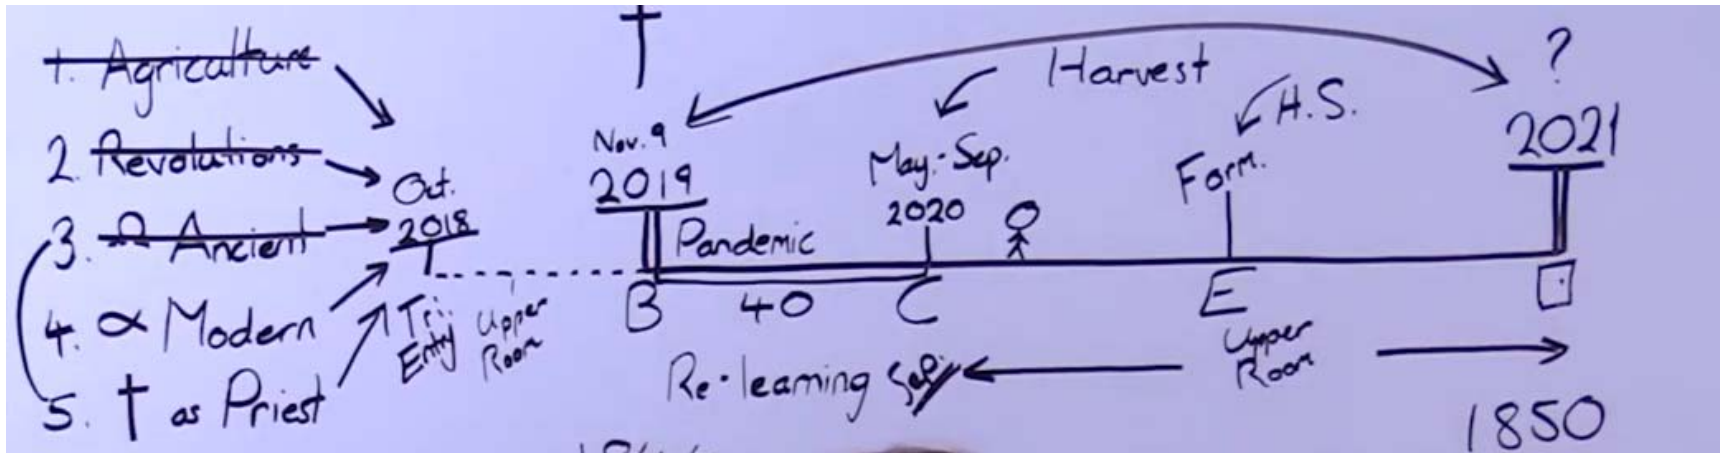 1. Agriculture
2. Revolutions
3. Ω Ancient
4. ∝ Modern
5. † as Priest
Oct.
2018
Tri.
Entry
Upper
Room
†
Nov. 9
2019
Pandemic
B
40
Re-learning Sep.
Harvest
May-Sep.
2020
C
H.S.
Form.
E
Upper
Room
?
2021
1850